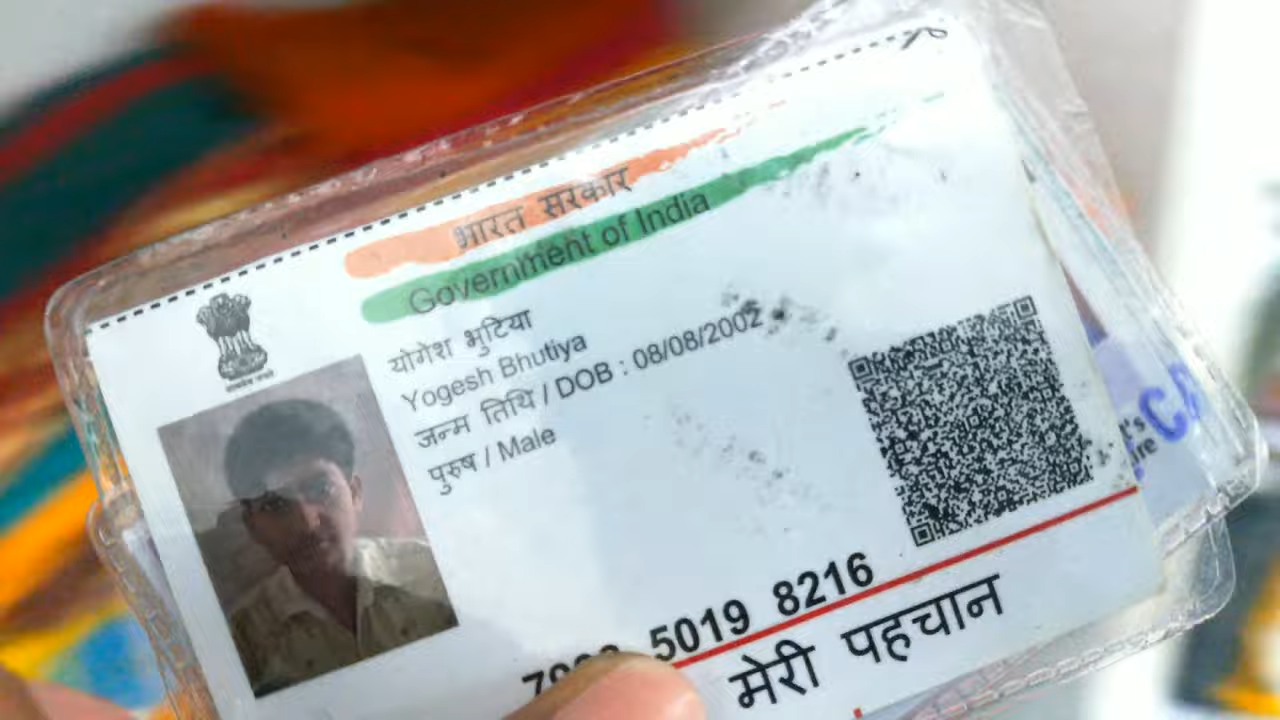 भारत सरकार
Government of India
योगेश भुटिया
Yogesh Bhutiya
जन्म तिथि / DOB : 08/08/2002
पुरुष / Male
5019 8216
मेरी पहचान